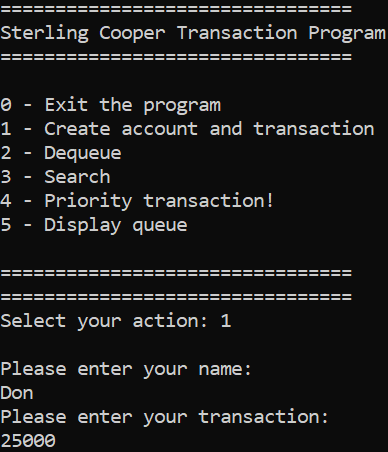 ================================
Sterling Cooper Transaction Program
================================
0 - Exit the program
1 - Create account and transaction
2 - Dequeue
3 - Search
4 - Priority transaction!
5 - Display queue
================================
================================
Select your action: 1
Please enter your name:
Don
Please enter your transaction:
25000